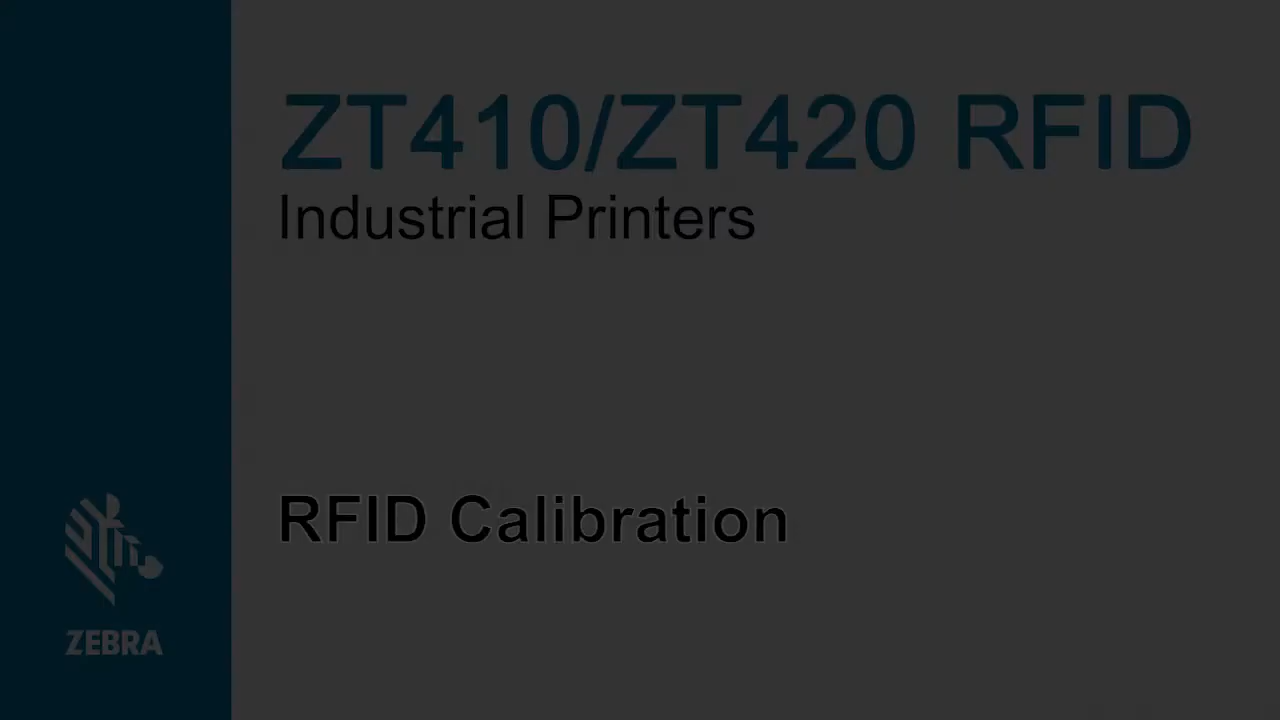 ZT410/ZT420 RFID
Industrial Printers
RFID Calibration
ZEBRA